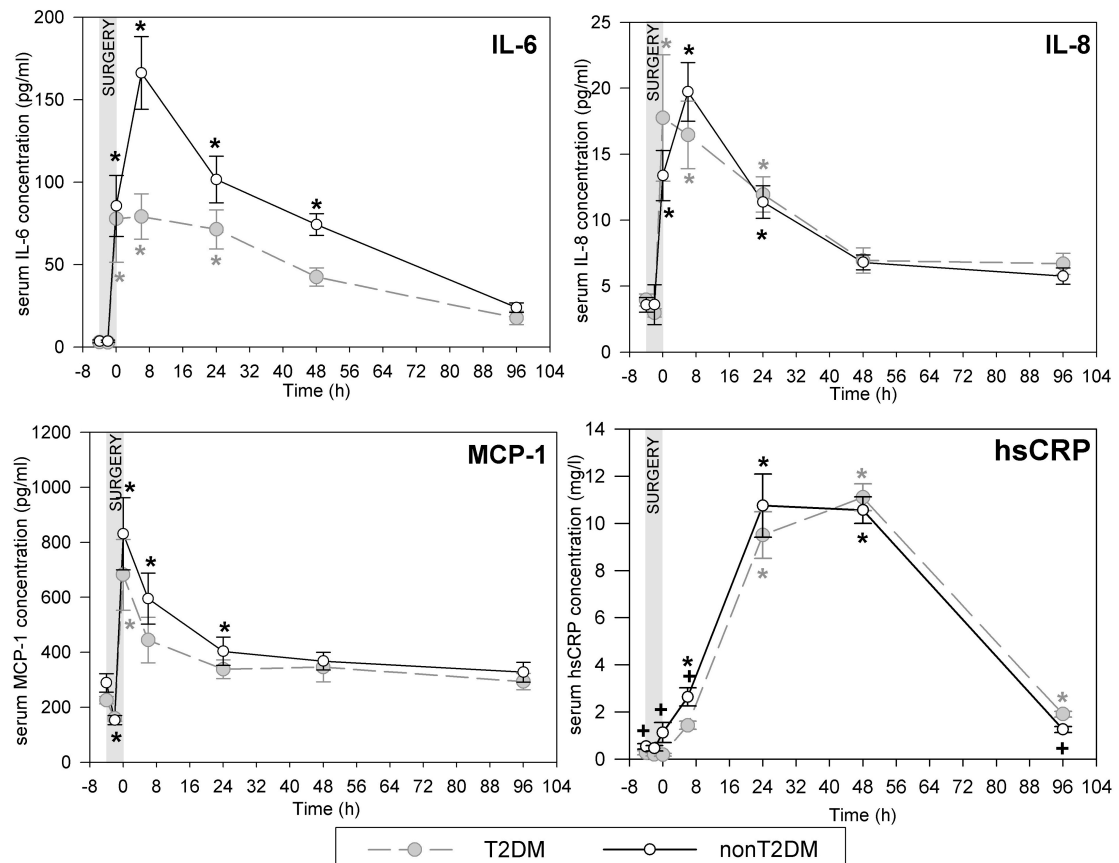 IL-6
SURGERY
serum IL-6 concentration (pg/ml)
200
150
100
50
0
* * * * * * *
-8 0 8 16 24 32 40 48 56 64 72 80 88 96 104
Time (h)
IL-8
SURGERY
serum IL-8 concentration (pg/ml)
25
20
15
10
5
0
* * * * * *
-8 0 8 16 24 32 40 48 56 64 72 80 88 96 104
Time (h)
MCP-1
SURGERY
serum MCP-1 concentration (pg/ml)
1200
1000
800
600
400
200
0
* * * * *
-8 0 8 16 24 32 40 48 56 64 72 80 88 96 104
Time (h)
hsCRP
SURGERY
serum hsCRP concentration (mg/l)
14
12
10
8
6
4
2
0
+ + * + * * * * * +
-8 0 8 16 24 32 40 48 56 64 72 80 88 96 104
Time (h)
T2DM nonT2DM